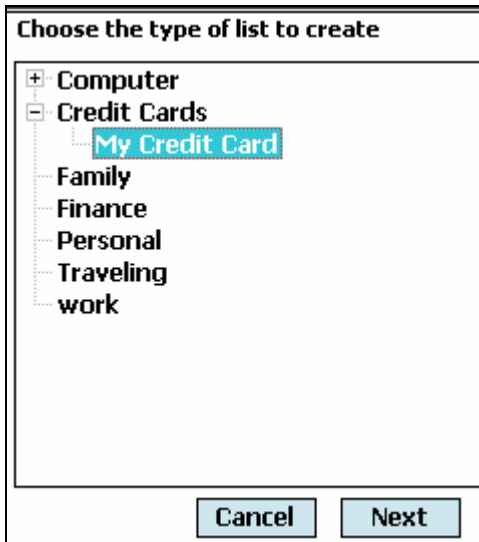 Choose the type of list to create
Computer
Credit Cards
My Credit Card
Family
Finance
Personal
Traveling
work
Cancel Next